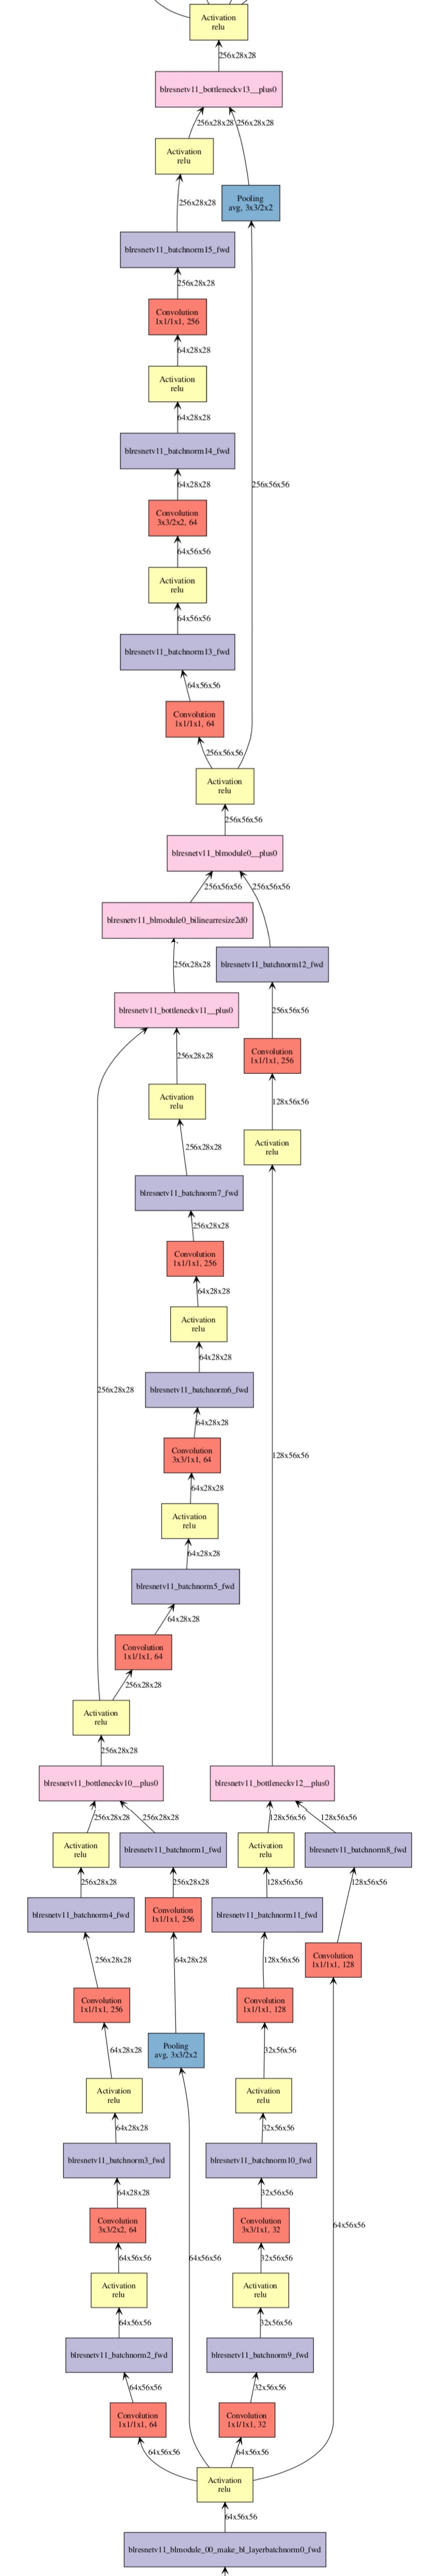 Activation
relu
256x28x28
blresnetv11_bottleneckv13__plus0
256x28x28
256x28x28
Activation
relu
Pooling
avg, 3x3/2x2
256x28x28
blresnetv11_batchnorm15_fwd
256x28x28
Convolution
1x1/1x1, 256
64x28x28
Activation
relu
64x28x28
blresnetv11_batchnorm14_fwd
64x28x28
256x56x56
Convolution
3x3/2x2, 64
64x56x56
Activation
relu
64x56x56
blresnetv11_batchnorm13_fwd
64x56x56
Convolution
1x1/1x1, 64
256x56x56
Activation
relu
256x56x56
blresnetv11_blmodule0__plus0
256x56x56
256x56x56
blresnetv11_blmodule0_bilinearresize2d0
256x28x28
blresnetv11_batchnorm12_fwd
blresnetv11_bottleneckv11__plus0
256x56x56
256x28x28
Convolution
1x1/1x1, 256
Activation
relu
128x56x56
256x28x28
Activation
relu
blresnetv11_batchnorm7_fwd
256x28x28
Convolution
1x1/1x1, 256
64x28x28
Activation
relu
64x28x28
256x28x28
blresnetv11_batchnorm6_fwd
64x28x28
Convolution
3x3/1x1, 64
128x56x56
64x28x28
Activation
relu
64x28x28
blresnetv11_batchnorm5_fwd
64x28x28
Convolution
1x1/1x1, 64
256x28x28
Activation
relu
256x28x28
blresnetv11_bottleneckv10__plus0
blresnetv11_bottleneckv12__plus0
256x28x28
256x28x28
128x56x56
128x56x56
Activation
relu
blresnetv11_batchnorm1_fwd
Activation
relu
blresnetv11_batchnorm8_fwd
256x28x28
256x28x28
128x56x56
128x56x56
blresnetv11_batchnorm4_fwd
Convolution
1x1/1x1, 256
blresnetv11_batchnorm11_fwd
256x28x28
64x28x28
128x56x56
Convolution
1x1/1x1, 128
Convolution
1x1/1x1, 256
Convolution
1x1/1x1, 128
64x28x28
Pooling
avg, 3x3/2x2
32x56x56
Activation
relu
Activation
relu
64x28x28
32x56x56
blresnetv11_batchnorm3_fwd
blresnetv11_batchnorm10_fwd
64x28x28
32x56x56
Convolution
3x3/2x2, 64
Convolution
3x3/1x1, 32
64x56x56
64x56x56
64x56x56
32x56x56
Activation
relu
Activation
relu
64x56x56
32x56x56
blresnetv11_batchnorm2_fwd
blresnetv11_batchnorm9_fwd
64x56x56
32x56x56
Convolution
1x1/1x1, 64
Convolution
1x1/1x1, 32
64x56x56
64x56x56
Activation
relu
64x56x56
blresnetv11_blmodule_00_make_bl_layerbatchnorm0_fwd